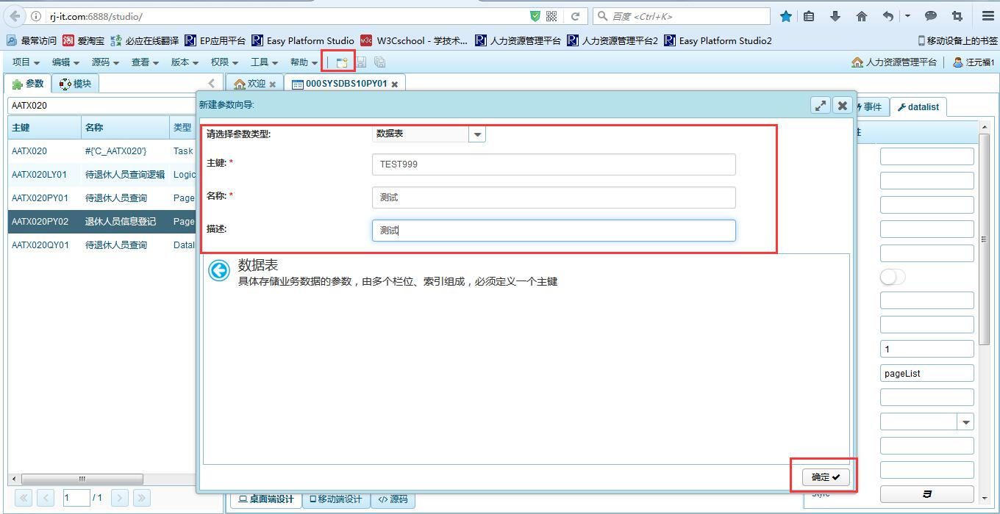 rj-it.com:6888/studio/
百度 <Ctrl+K>
最常访问 爱淘宝 必应在线翻译 EP应用平台 Easy Platform Studio W3Cschool - 学技术... 人力资源管理平台 人力资源管理平台2 Easy Platform Studio2 移动设备上的书签
项目 编辑 源码 查看 版本 权限 工具 帮助 人力资源管理平台 汪元福1
参数 模块 欢迎 000SYSDBS10PY01 事件 datalist
AATX020
新建参数向导:
主键 名称 类型
AATX020 #{'C_AATX020'} Task
AATX020LY01 待退休人员查询逻辑 Logic
AATX020PY01 待退休人员查询 Page
AATX020PY02 退休人员信息登记 Page
AATX020QY01 待退休人员查询 Datal
请选择参数类型: 数据表
主键: * TEST999
名称: * 测试
描述: 测试
数据表
具体存储业务数据的参数，由多个栏位、索引组成，必须定义一个主键
1
pageList
确定
1 / 1
桌面端设计 移动端设计 源码
style